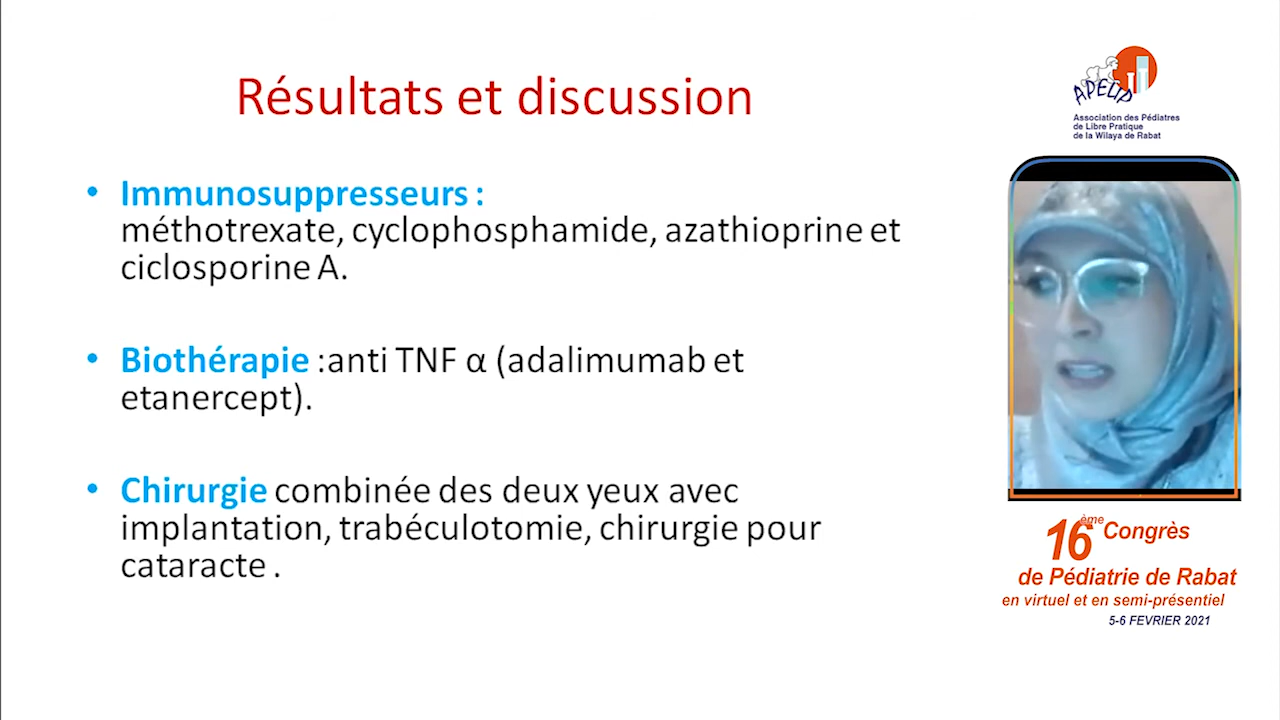 Résultats et discussion
• Immunosuppresseurs :
méthotrexate, cyclophosphamide, azathioprine et
ciclosporine A.
• Biothérapie :anti TNF α (adalimumab et
etanercept).
• Chirurgie combinée des deux yeux avec
implantation, trabéculotomie, chirurgie pour
cataracte .
APELIP
Association des Pédiatres
de Libre Pratique
de la Wilaya de Rabat
16ème Congrès
de Pédiatrie de Rabat
en virtuel et en semi-présentiel
5-6 FEVRIER 2021